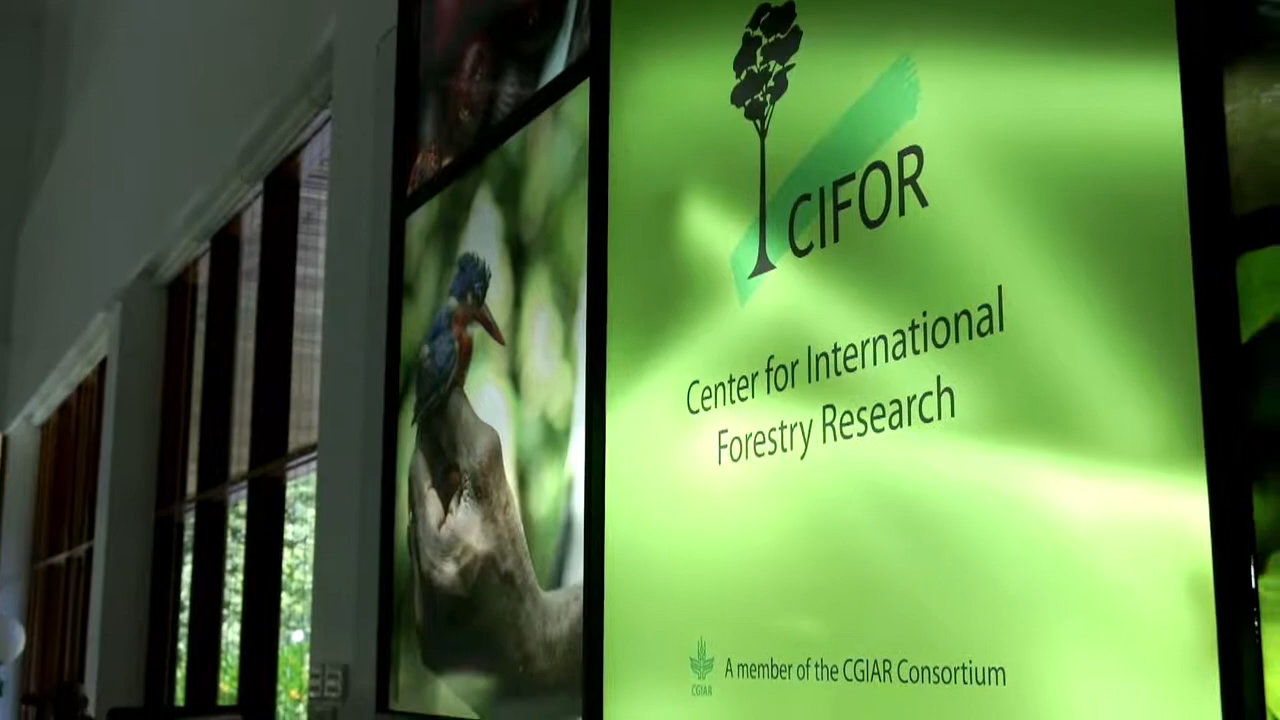 CIFOR
Center for International
Forestry Research
CGIAR
A member of the CGIAR Consortium